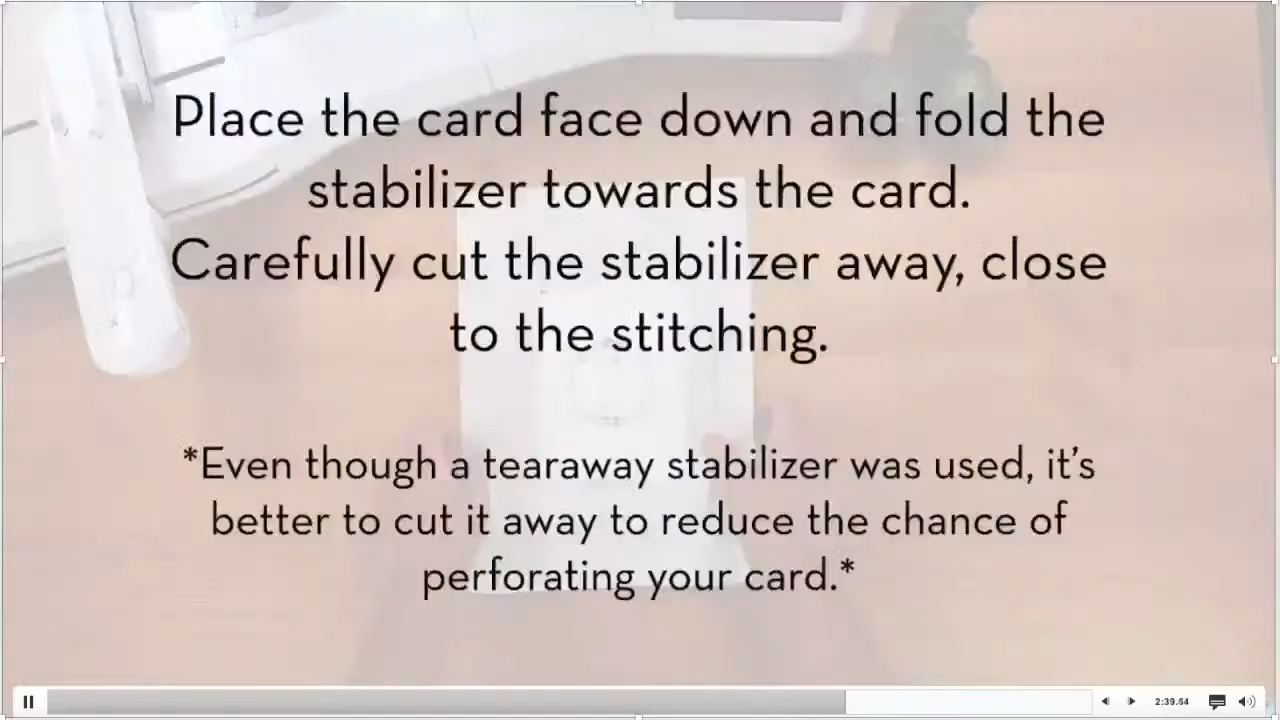 Place the card face down and fold the
stabilizer towards the card.
Carefully cut the stabilizer away, close
to the stitching.
*Even though a tearaway stabilizer was used, it's
better to cut it away to reduce the chance of
perforating your card.*
2:39.54